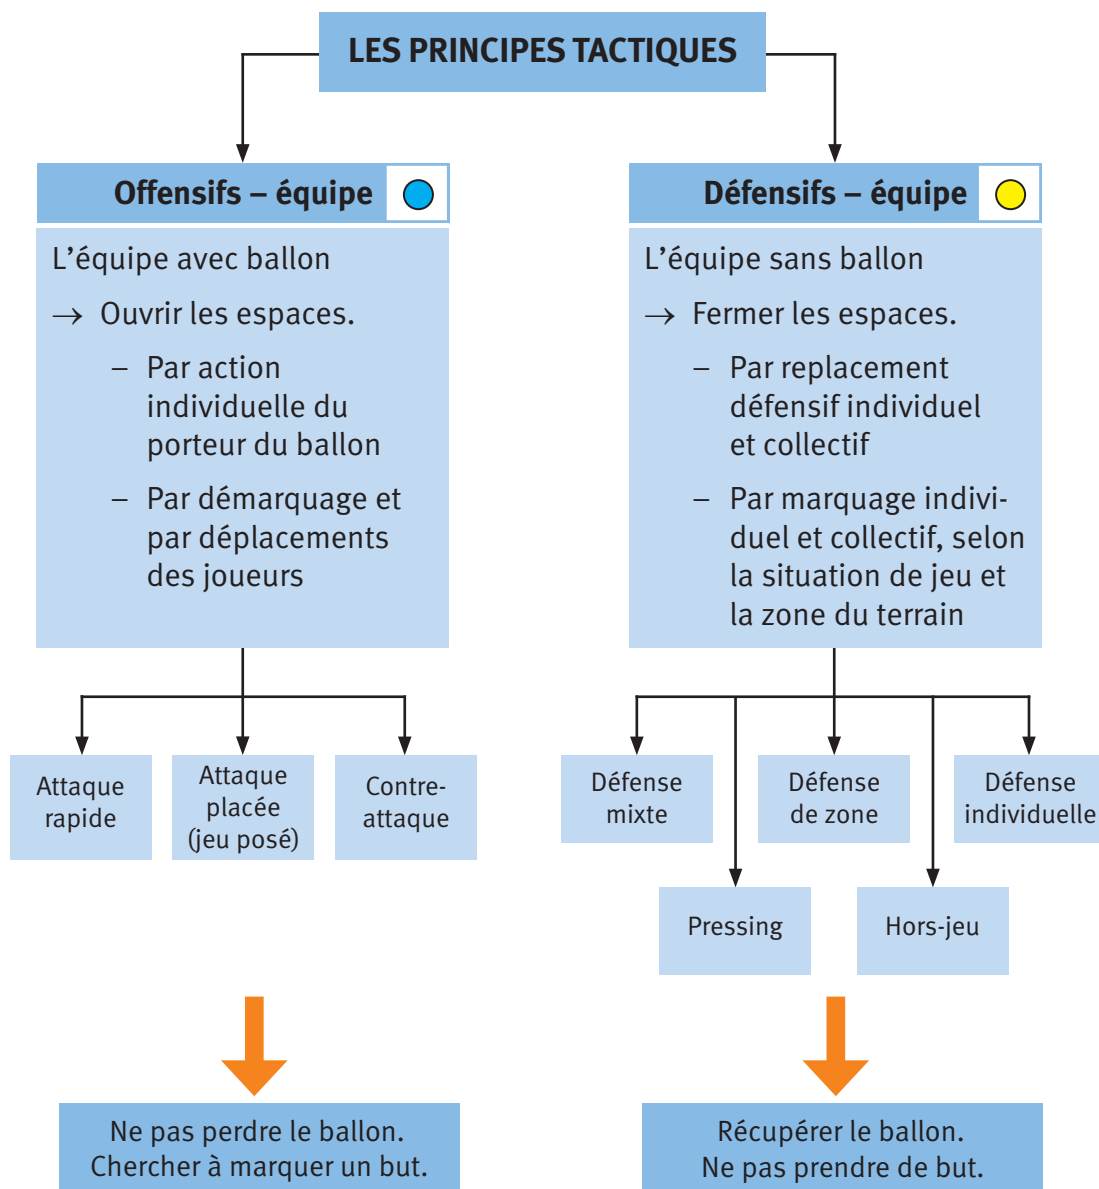 LES PRINCIPES TACTIQUES
Offensifs – équipe
L’équipe avec ballon
→ Ouvrir les espaces.
– Par action
individuelle du
porteur du ballon
– Par démarquage et
par déplacements
des joueurs
Attaque
rapide
Attaque
placée
(jeu posé)
Contre-
attaque
Ne pas perdre le ballon.
Chercher à marquer un but.
Défensifs – équipe
L’équipe sans ballon
→ Fermer les espaces.
– Par replacement
défensif individuel
et collectif
– Par marquage indivi-
duel et collectif, selon
la situation de jeu et
la zone du terrain
Défense
mixte
Défense
de zone
Défense
individuelle
Pressing
Hors-jeu
Récupérer le ballon.
Ne pas prendre de but.